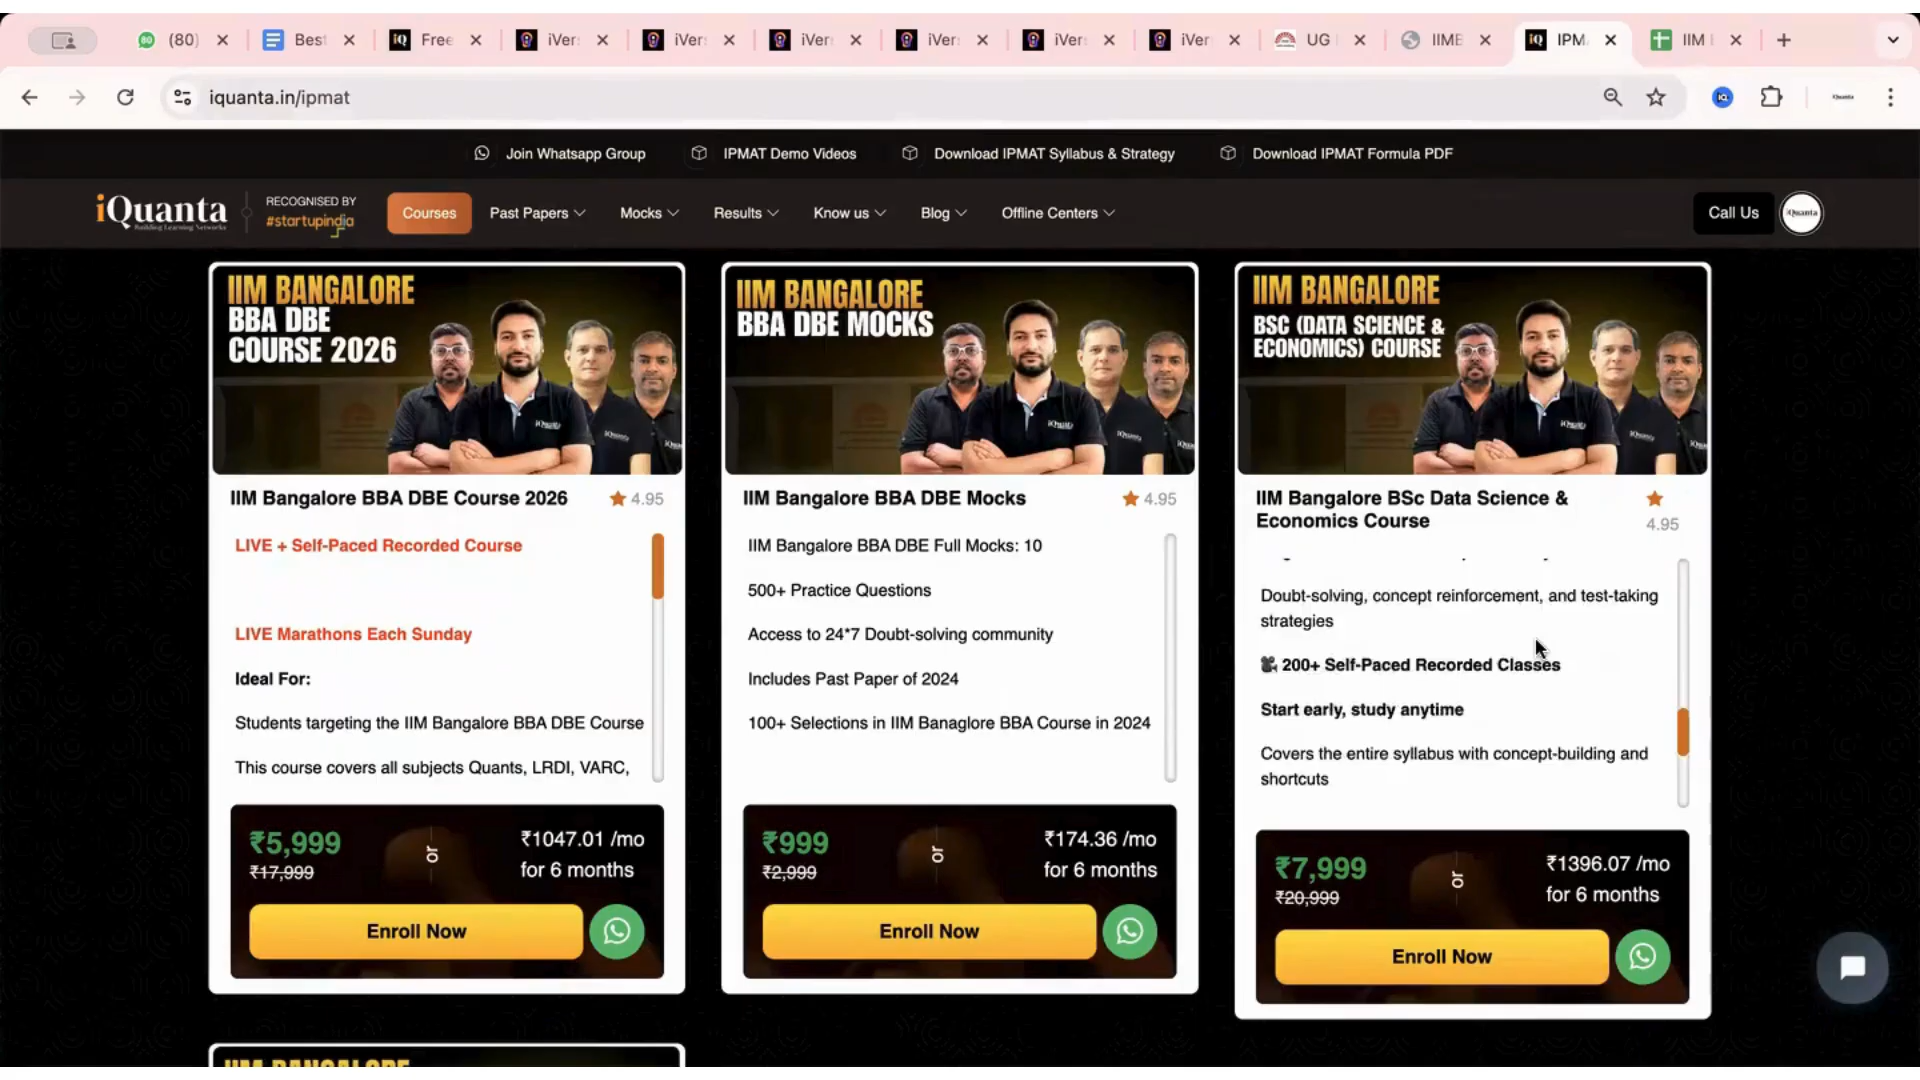 (80)
Best
Free
iVer
iVer
iVer
iVer
iVer
iVer
UG
IIMB
IPM
IIM
iquanta.in/ipmat
Join Whatsapp Group
IPMAT Demo Videos
Download IPMAT Syllabus & Strategy
Download IPMAT Formula PDF
iQuanta
Building Learning Networks
RECOGNISED BY
#startupindia
Courses
Past Papers
Mocks
Results
Know us
Blog
Offline Centers
Call Us
iQuanta
IIM BANGALORE
BBA DBE
COURSE 2026
IIM Bangalore BBA DBE Course 2026
4.95
LIVE + Self-Paced Recorded Course
LIVE Marathons Each Sunday
Ideal For:
Students targeting the IIM Bangalore BBA DBE Course
This course covers all subjects Quants, LRDI, VARC,
₹5,999
₹17,999
or
₹1047.01 /mo
for 6 months
Enroll Now
IIM BANGALORE
BBA DBE MOCKS
IIM Bangalore BBA DBE Mocks
4.95
IIM Bangalore BBA DBE Full Mocks: 10
500+ Practice Questions
Access to 24*7 Doubt-solving community
Includes Past Paper of 2024
100+ Selections in IIM Banaglore BBA Course in 2024
₹999
₹2,999
or
₹174.36 /mo
for 6 months
Enroll Now
IIM BANGALORE
BSC (DATA SCIENCE &
ECONOMICS) COURSE
IIM Bangalore BSc Data Science &
Economics Course
4.95
Doubt-solving, concept reinforcement, and test-taking
strategies
200+ Self-Paced Recorded Classes
Start early, study anytime
Covers the entire syllabus with concept-building and
shortcuts
₹7,999
₹20,999
or
₹1396.07 /mo
for 6 months
Enroll Now
IIM BANGALORE